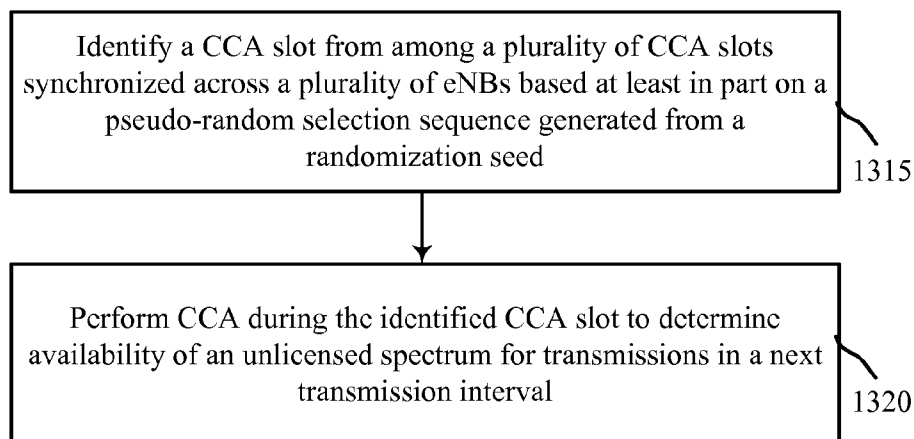 Identify a CCA slot from among a plurality of CCA slots
synchronized across a plurality of eNBs based at least in part on a
pseudo-random selection sequence generated from a
randomization seed
1315
Perform CCA during the identified CCA slot to determine
availability of an unlicensed spectrum for transmissions in a next
transmission interval
1320